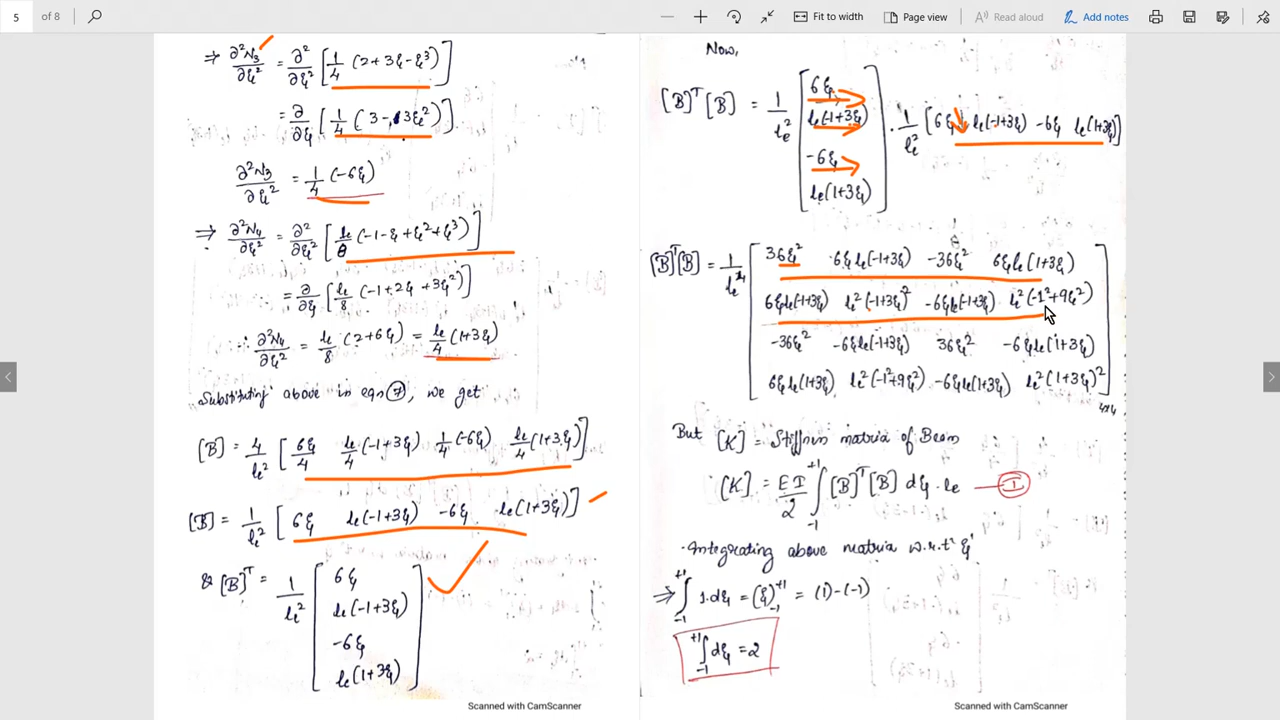 5 of 8
Fit to width
Page view
Read aloud
Add notes
⇒ ∂²N₃/∂ξ² = ∂²/∂ξ² [1/4 (2+3ξ-ξ³)]
= ∂/∂ξ [1/4 (3-3ξ²)]
∂²N₃/∂ξ² = 1/4 (-6ξ)
⇒ ∂²N₄/∂ξ² = ∂²/∂ξ² [le/8 (-1-ξ+ξ²+ξ³)]
= ∂/∂ξ [le/8 (-1+2ξ+3ξ²)]
∴ ∂²N₄/∂ξ² = le/8 (2+6ξ) = le/4 (1+3ξ)
Substituting above in eqn ⑦, we get
[B] = 4/le² [6ξ/4 le/4(-1+3ξ) 1/4(-6ξ) le/4(1+3ξ)]
[B] = 1/le² [6ξ le(-1+3ξ) -6ξ le(1+3ξ)]
& [B]ᵀ = 1/le² [6ξ
le(-1+3ξ)
-6ξ
le(1+3ξ)]
Scanned with CamScanner
Now,
[B]ᵀ[B] = 1/le² [6ξ
le(-1+3ξ)
-6ξ
le(1+3ξ)] · 1/le² [6ξ le(-1+3ξ) -6ξ le(1+3ξ)]
[B]ᵀ[B] = 1/le⁴ [36ξ² 6ξle(-1+3ξ) -36ξ² 6ξle(1+3ξ)
6ξle(-1+3ξ) le²(-1+3ξ)² -6ξle(-1+3ξ) le²(-1²+9ξ²)
-36ξ² -6ξle(-1+3ξ) 36ξ² -6ξle(1+3ξ)
6ξle(1+3ξ) le²(-1²+9ξ²) -6ξle(1+3ξ) le²(1+3ξ)²]4x4
But [K] = Stiffness matrix of Beam
[K] = EI/2 ∫₋₁⁺¹ [B]ᵀ[B] dξ·le — ①
Integrating above matrix w.r.t 'ξ'
⇒ ∫₋₁⁺¹ 1.dξ = (ξ)₋₁⁺¹ = (1)-(-1)
∫₋₁⁺¹ dξ = 2
Scanned with CamScanner